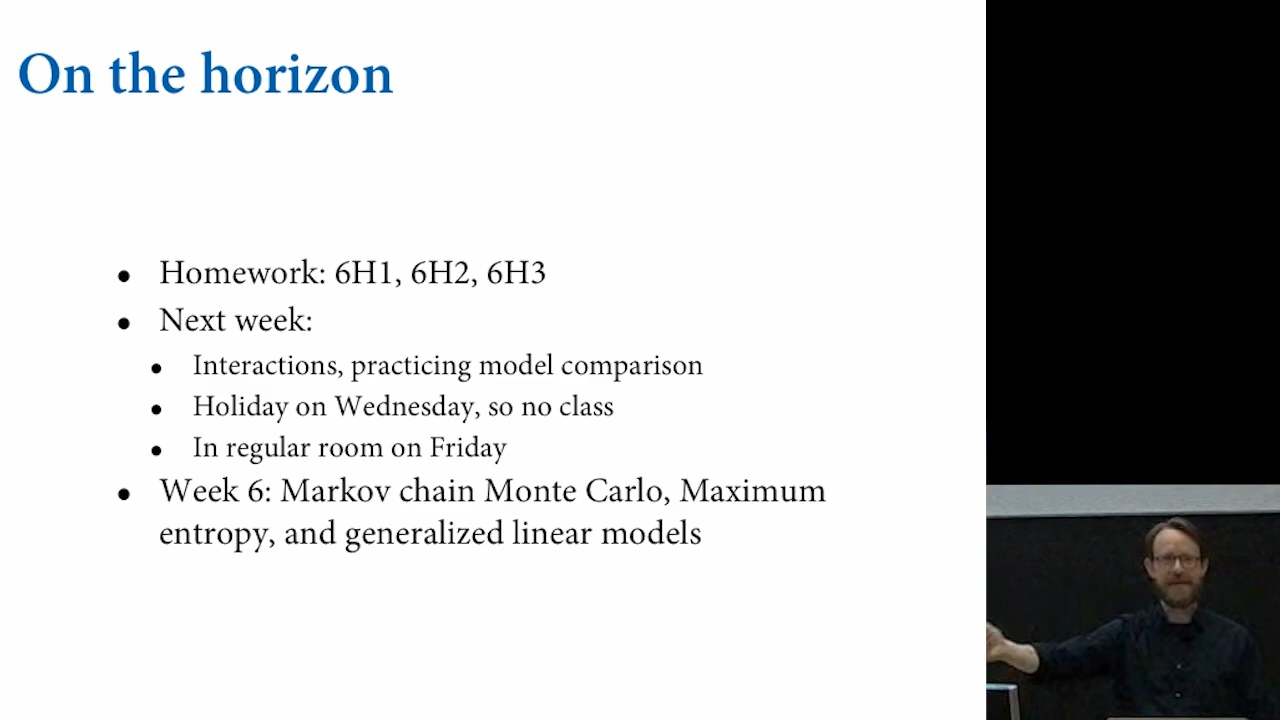 On the horizon
• Homework: 6H1, 6H2, 6H3
• Next week:
• Interactions, practicing model comparison
• Holiday on Wednesday, so no class
• In regular room on Friday
• Week 6: Markov chain Monte Carlo, Maximum
entropy, and generalized linear models